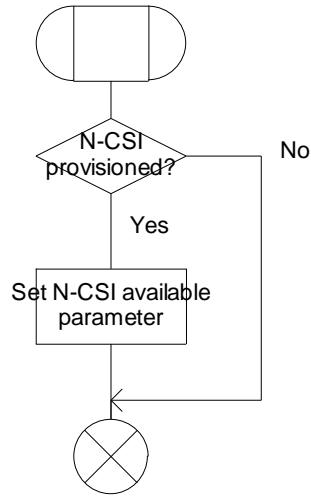 N-CSI
provisioned?
No
Yes
Set N-CSI available
parameter